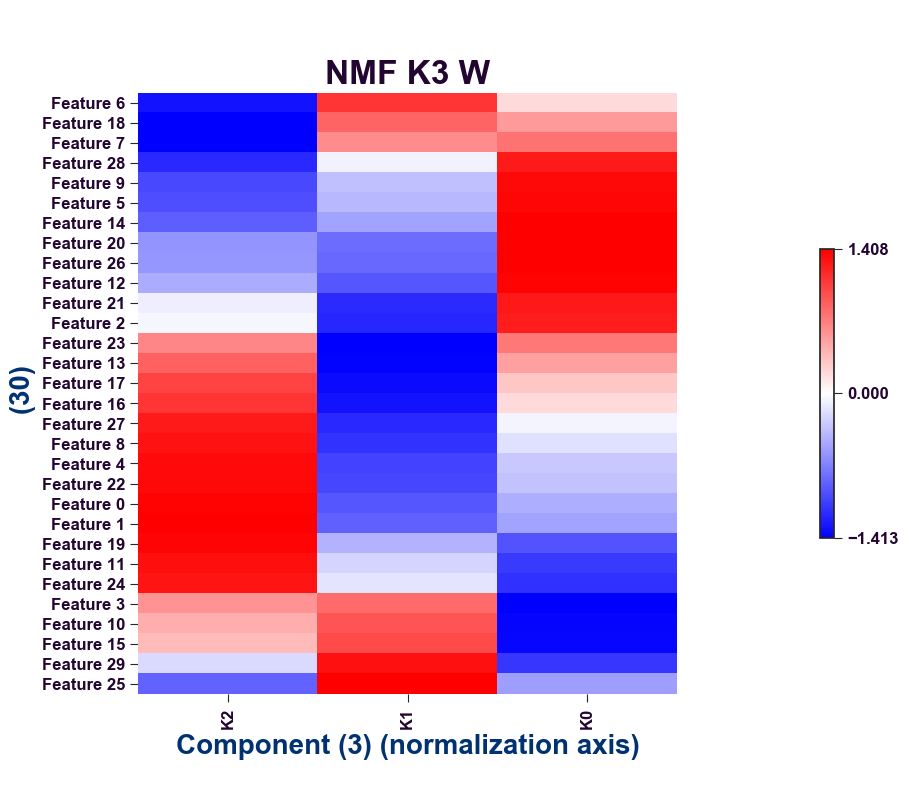 NMF K3 W
Feature 6
Feature 18
Feature 7
Feature 28
Feature 9
Feature 5
Feature 14
Feature 20
Feature 26
Feature 12
Feature 21
Feature 2
Feature 23
Feature 13
Feature 17
Feature 16
Feature 27
Feature 8
Feature 4
Feature 22
Feature 0
Feature 1
Feature 19
Feature 11
Feature 24
Feature 3
Feature 10
Feature 15
Feature 29
Feature 25
(30)
K2
K1
K0
Component (3) (normalization axis)
1.408
0.000
−1.413